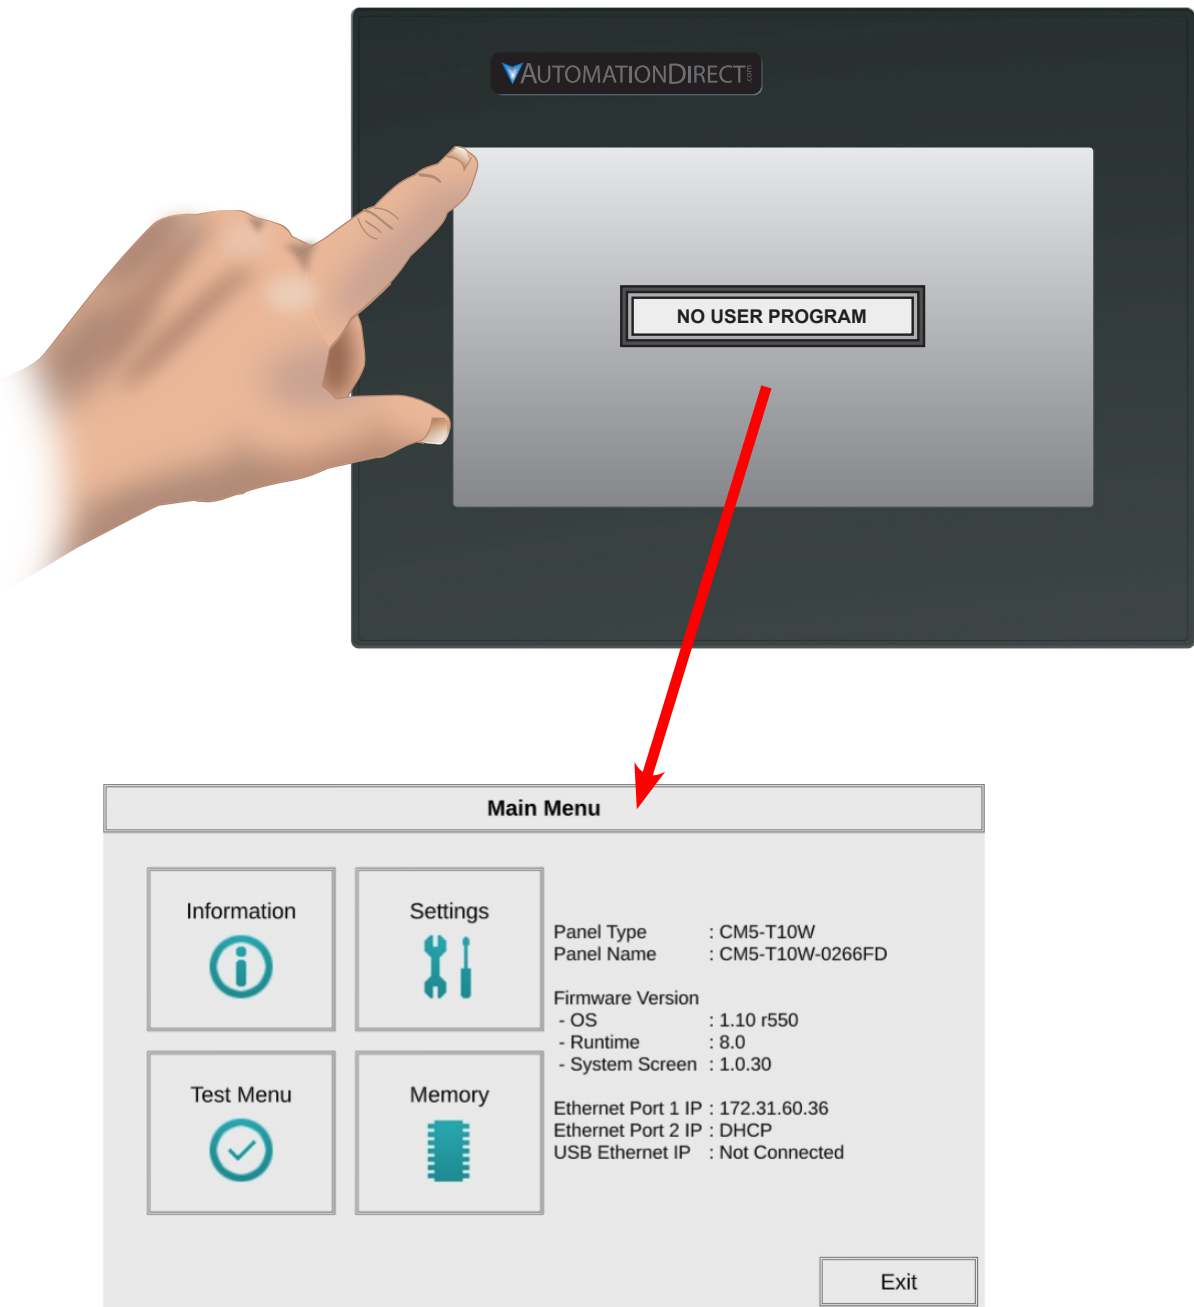 AUTOMATIONDIRECT.com
NO USER PROGRAM
Main Menu
Information
Settings
Test Menu
Memory
Panel Type : CM5-T10W
Panel Name : CM5-T10W-0266FD
Firmware Version
- OS : 1.10 r550
- Runtime : 8.0
- System Screen : 1.0.30
Ethernet Port 1 IP : 172.31.60.36
Ethernet Port 2 IP : DHCP
USB Ethernet IP : Not Connected
Exit